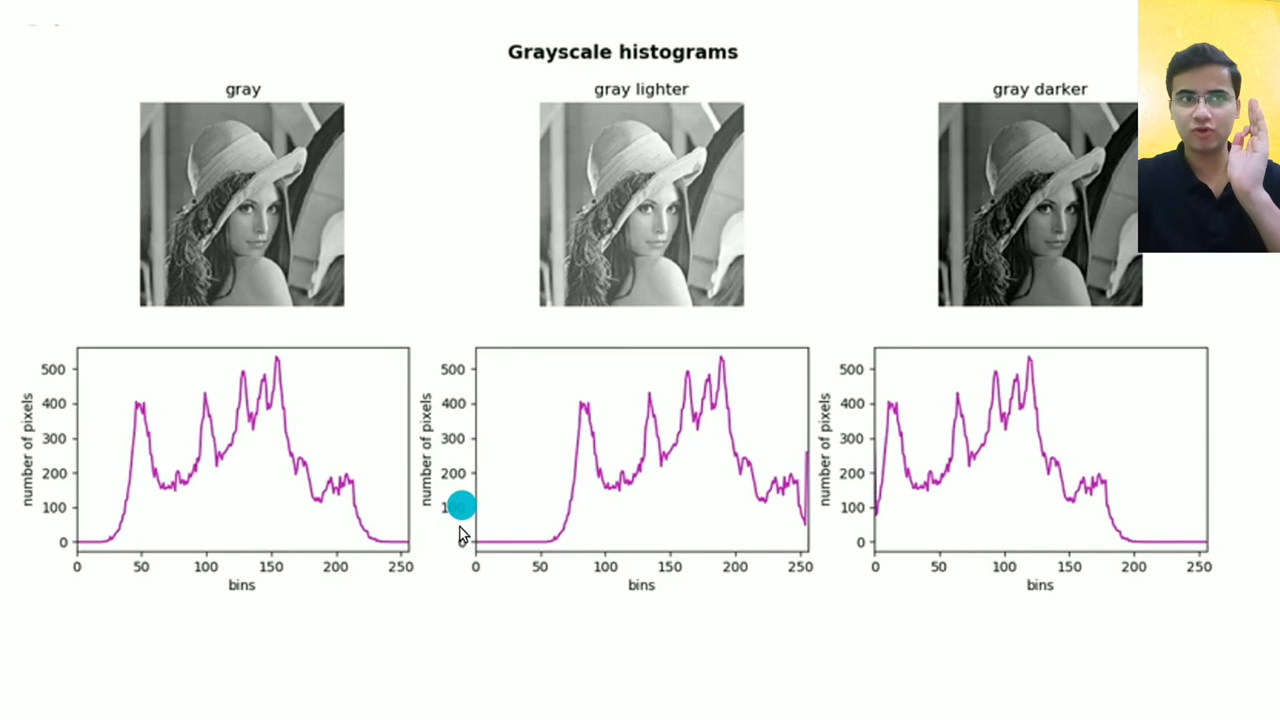 Grayscale histograms
gray
gray lighter
gray darker
number of pixels
500
400
300
200
100
0
0 50 100 150 200 250
bins
number of pixels
500
400
300
200
100
0
0 50 100 150 200 250
bins
number of pixels
500
400
300
200
100
0
0 50 100 150 200 250
bins